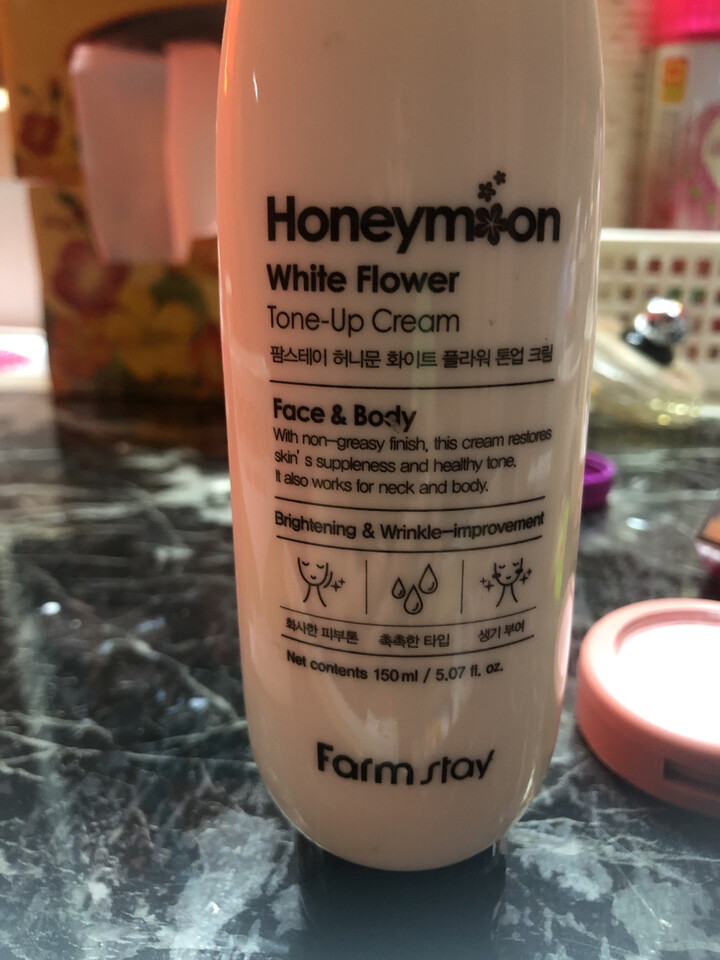 Honeymoon
White Flower
Tone-Up Cream
팜스테이 허니문 화이트 플라워 톤업 크림
Face & Body
With non-greasy finish, this cream restores
skin's suppleness and healthy tone.
It also works for neck and body.
Brightening & Wrinkle-improvement
화사한 피부톤 촉촉한 타입 생기 부여
Net contents 150ml / 5.07 fl. oz.
Farm stay